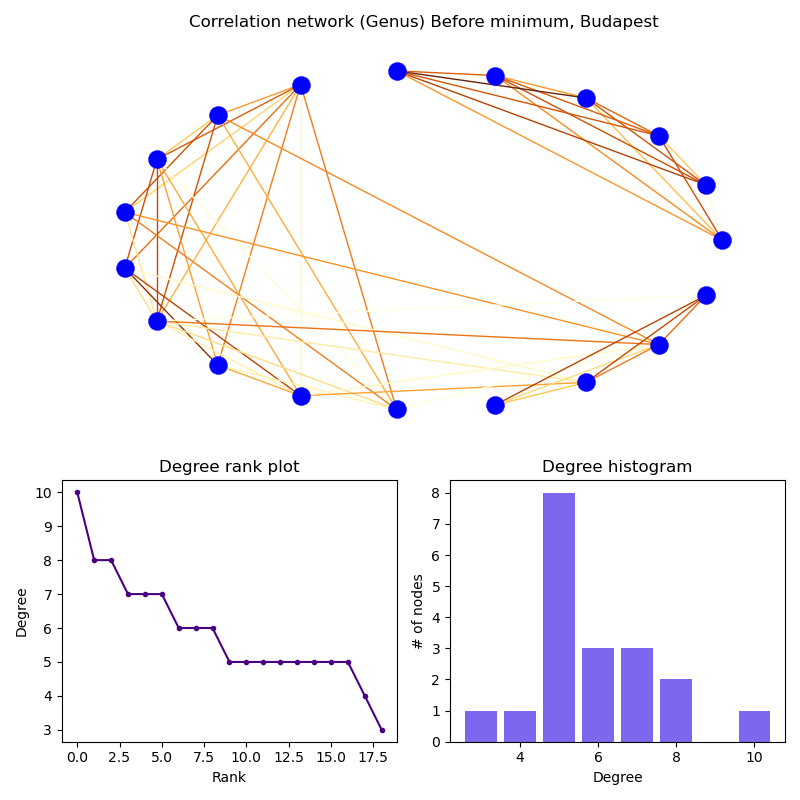 Correlation network (Genus) Before minimum, Budapest
Degree rank plot
Degree
10
9
8
7
6
5
4
3
0.0 2.5 5.0 7.5 10.0 12.5 15.0 17.5
Rank
Degree histogram
# of nodes
8
7
6
5
4
3
2
1
0
4 6 8 10
Degree